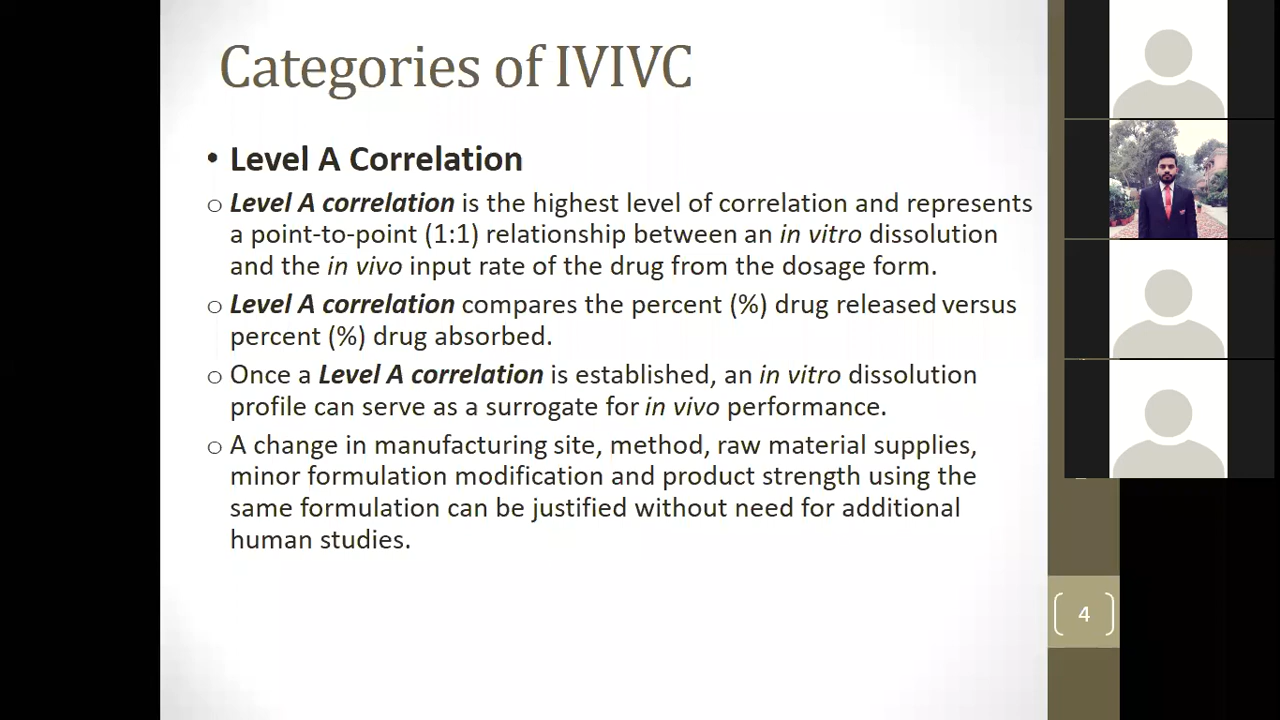 Categories of IVIVC
• Level A Correlation
o Level A correlation is the highest level of correlation and represents
a point-to-point (1:1) relationship between an in vitro dissolution
and the in vivo input rate of the drug from the dosage form.
o Level A correlation compares the percent (%) drug released versus
percent (%) drug absorbed.
o Once a Level A correlation is established, an in vitro dissolution
profile can serve as a surrogate for in vivo performance.
o A change in manufacturing site, method, raw material supplies,
minor formulation modification and product strength using the
same formulation can be justified without need for additional
human studies.
4